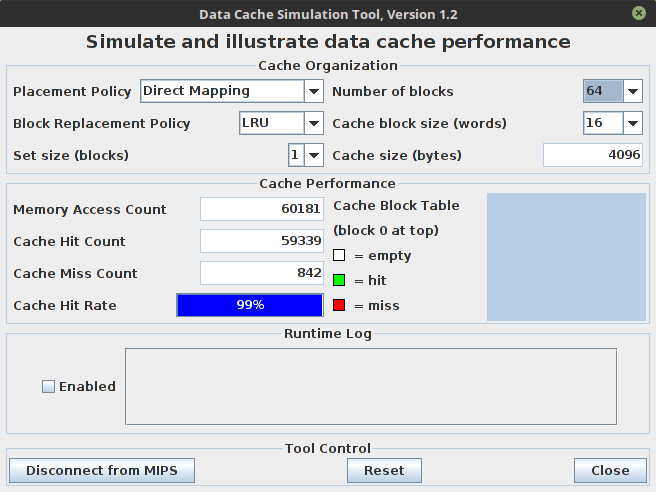 Data Cache Simulation Tool, Version 1.2
Simulate and illustrate data cache performance
Cache Organization
Placement Policy Direct Mapping Number of blocks 64
Block Replacement Policy LRU Cache block size (words) 16
Set size (blocks) 1 Cache size (bytes) 4096
Cache Performance
Memory Access Count 60181 Cache Block Table
(block 0 at top)
Cache Hit Count 59339
= empty
Cache Miss Count 842 = hit
Cache Hit Rate 99% = miss
Runtime Log
Enabled
Tool Control
Disconnect from MIPS Reset Close